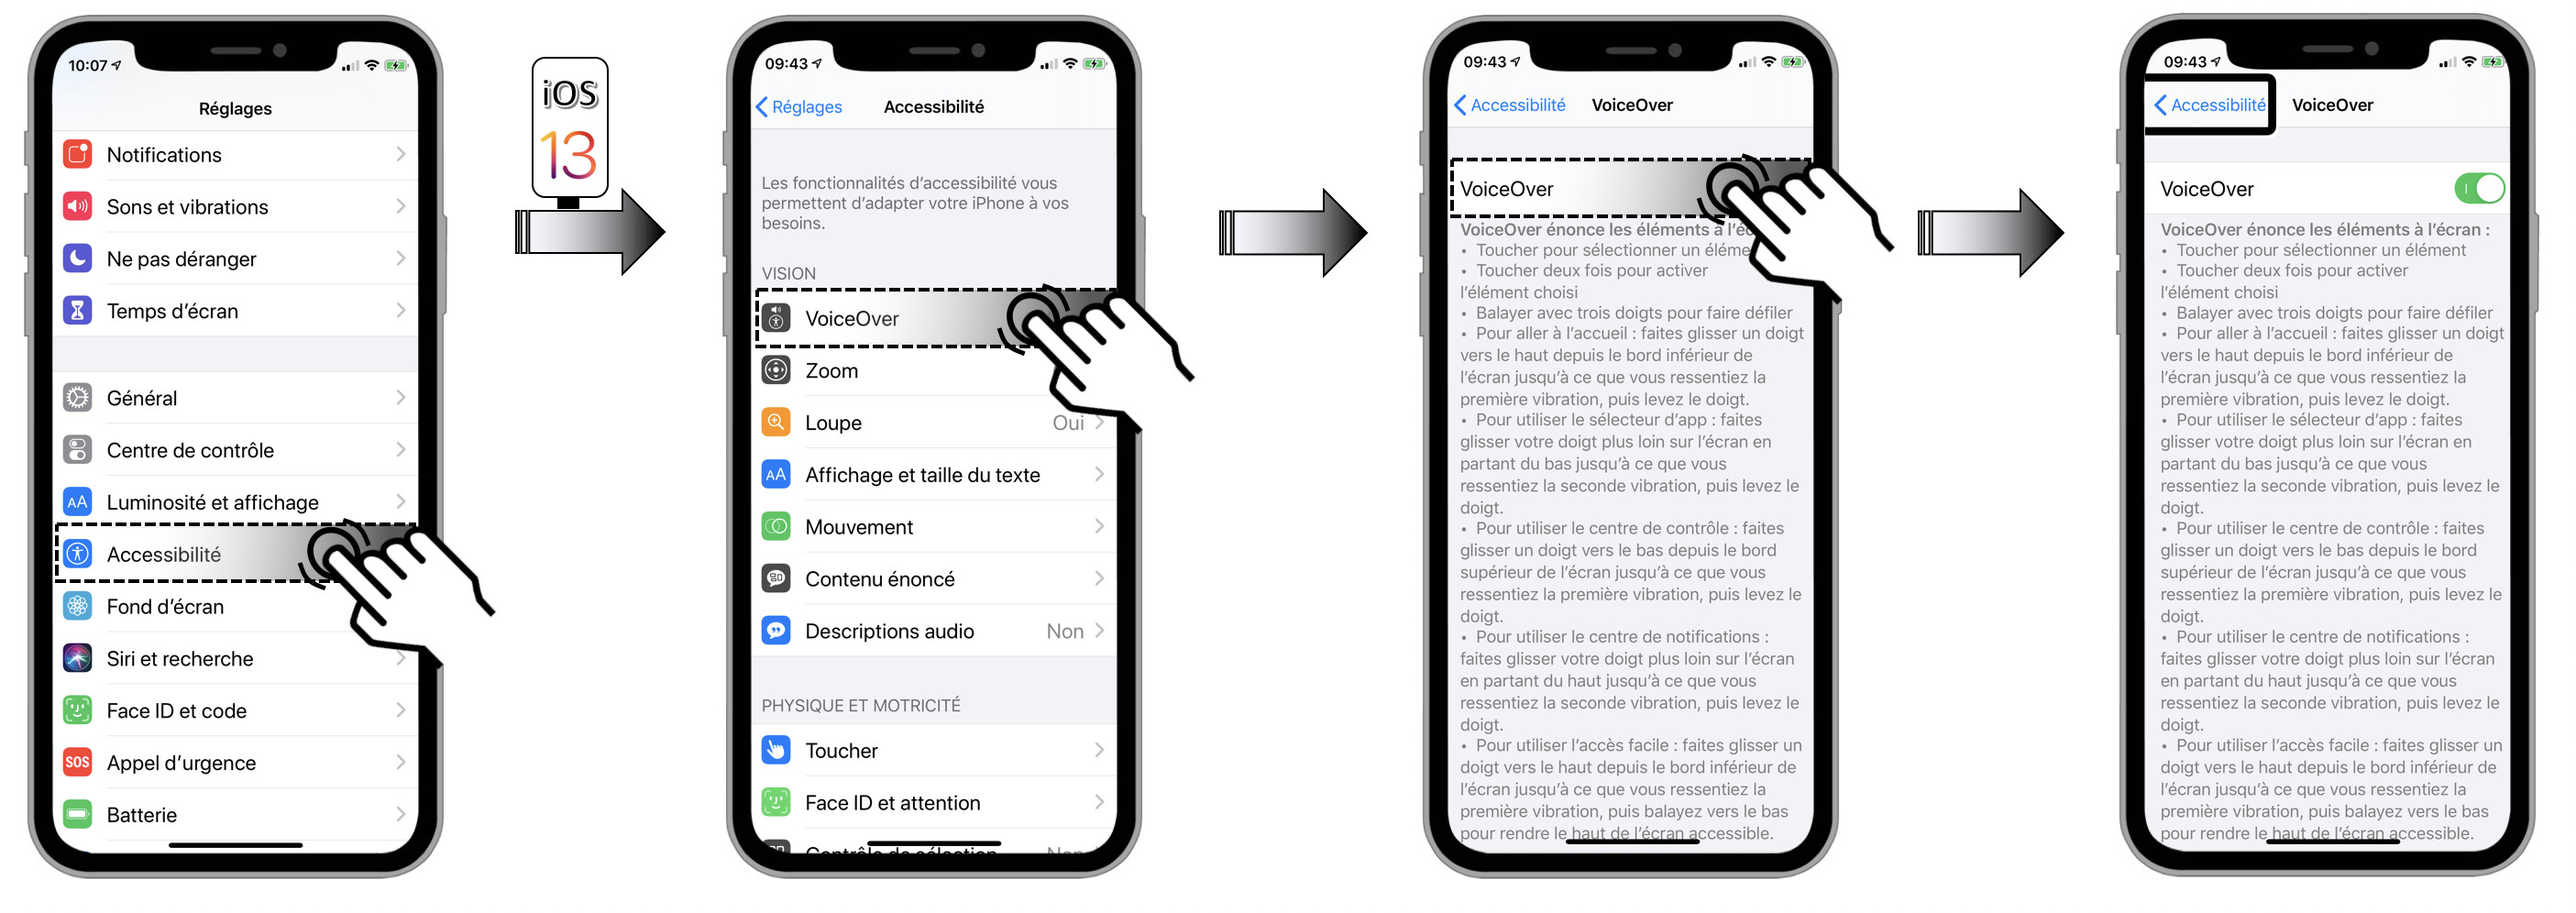 10:07
Réglages
Notifications
Sons et vibrations
Ne pas déranger
Temps d'écran
Général
Centre de contrôle
AA Luminosité et affichage
Accessibilité
Fond d'écran
Siri et recherche
Face ID et code
SOS Appel d'urgence
Batterie
iOS
13
09:43
Réglages Accessibilité
Les fonctionnalités d'accessibilité vous
permettent d'adapter votre iPhone à vos
besoins.
VISION
VoiceOver
Zoom
Loupe Oui
AA Affichage et taille du texte
Mouvement
Contenu énoncé
Descriptions audio Non
PHYSIQUE ET MOTRICITÉ
Toucher
Face ID et attention
Contrôle de sélection Non
09:43
Accessibilité VoiceOver
VoiceOver
VoiceOver énonce les éléments à l'éc
• Toucher pour sélectionner un éléme
• Toucher deux fois pour activer
l'élément choisi
• Balayer avec trois doigts pour faire défiler
• Pour aller à l'accueil : faites glisser un doigt
vers le haut depuis le bord inférieur de
l'écran jusqu'à ce que vous ressentiez la
première vibration, puis levez le doigt.
• Pour utiliser le sélecteur d'app : faites
glisser votre doigt plus loin sur l'écran en
partant du bas jusqu'à ce que vous
ressentiez la seconde vibration, puis levez le
doigt.
• Pour utiliser le centre de contrôle : faites
glisser un doigt vers le bas depuis le bord
supérieur de l'écran jusqu'à ce que vous
ressentiez la première vibration, puis levez le
doigt.
• Pour utiliser le centre de notifications :
faites glisser votre doigt plus loin sur l'écran
en partant du haut jusqu'à ce que vous
ressentiez la seconde vibration, puis levez le
doigt.
• Pour utiliser l'accès facile : faites glisser un
doigt vers le haut depuis le bord inférieur de
l'écran jusqu'à ce que vous ressentiez la
première vibration, puis balayez vers le bas
pour rendre le haut de l'écran accessible.
09:43
Accessibilité VoiceOver
VoiceOver
VoiceOver énonce les éléments à l'écran :
• Toucher pour sélectionner un élément
• Toucher deux fois pour activer
l'élément choisi
• Balayer avec trois doigts pour faire défiler
• Pour aller à l'accueil : faites glisser un doigt
vers le haut depuis le bord inférieur de
l'écran jusqu'à ce que vous ressentiez la
première vibration, puis levez le doigt.
• Pour utiliser le sélecteur d'app : faites
glisser votre doigt plus loin sur l'écran en
partant du bas jusqu'à ce que vous
ressentiez la seconde vibration, puis levez le
doigt.
• Pour utiliser le centre de contrôle : faites
glisser un doigt vers le bas depuis le bord
supérieur de l'écran jusqu'à ce que vous
ressentiez la première vibration, puis levez le
doigt.
• Pour utiliser le centre de notifications :
faites glisser votre doigt plus loin sur l'écran
en partant du haut jusqu'à ce que vous
ressentiez la seconde vibration, puis levez le
doigt.
• Pour utiliser l'accès facile : faites glisser un
doigt vers le haut depuis le bord inférieur de
l'écran jusqu'à ce que vous ressentiez la
première vibration, puis balayez vers le bas
pour rendre le haut de l'écran accessible.